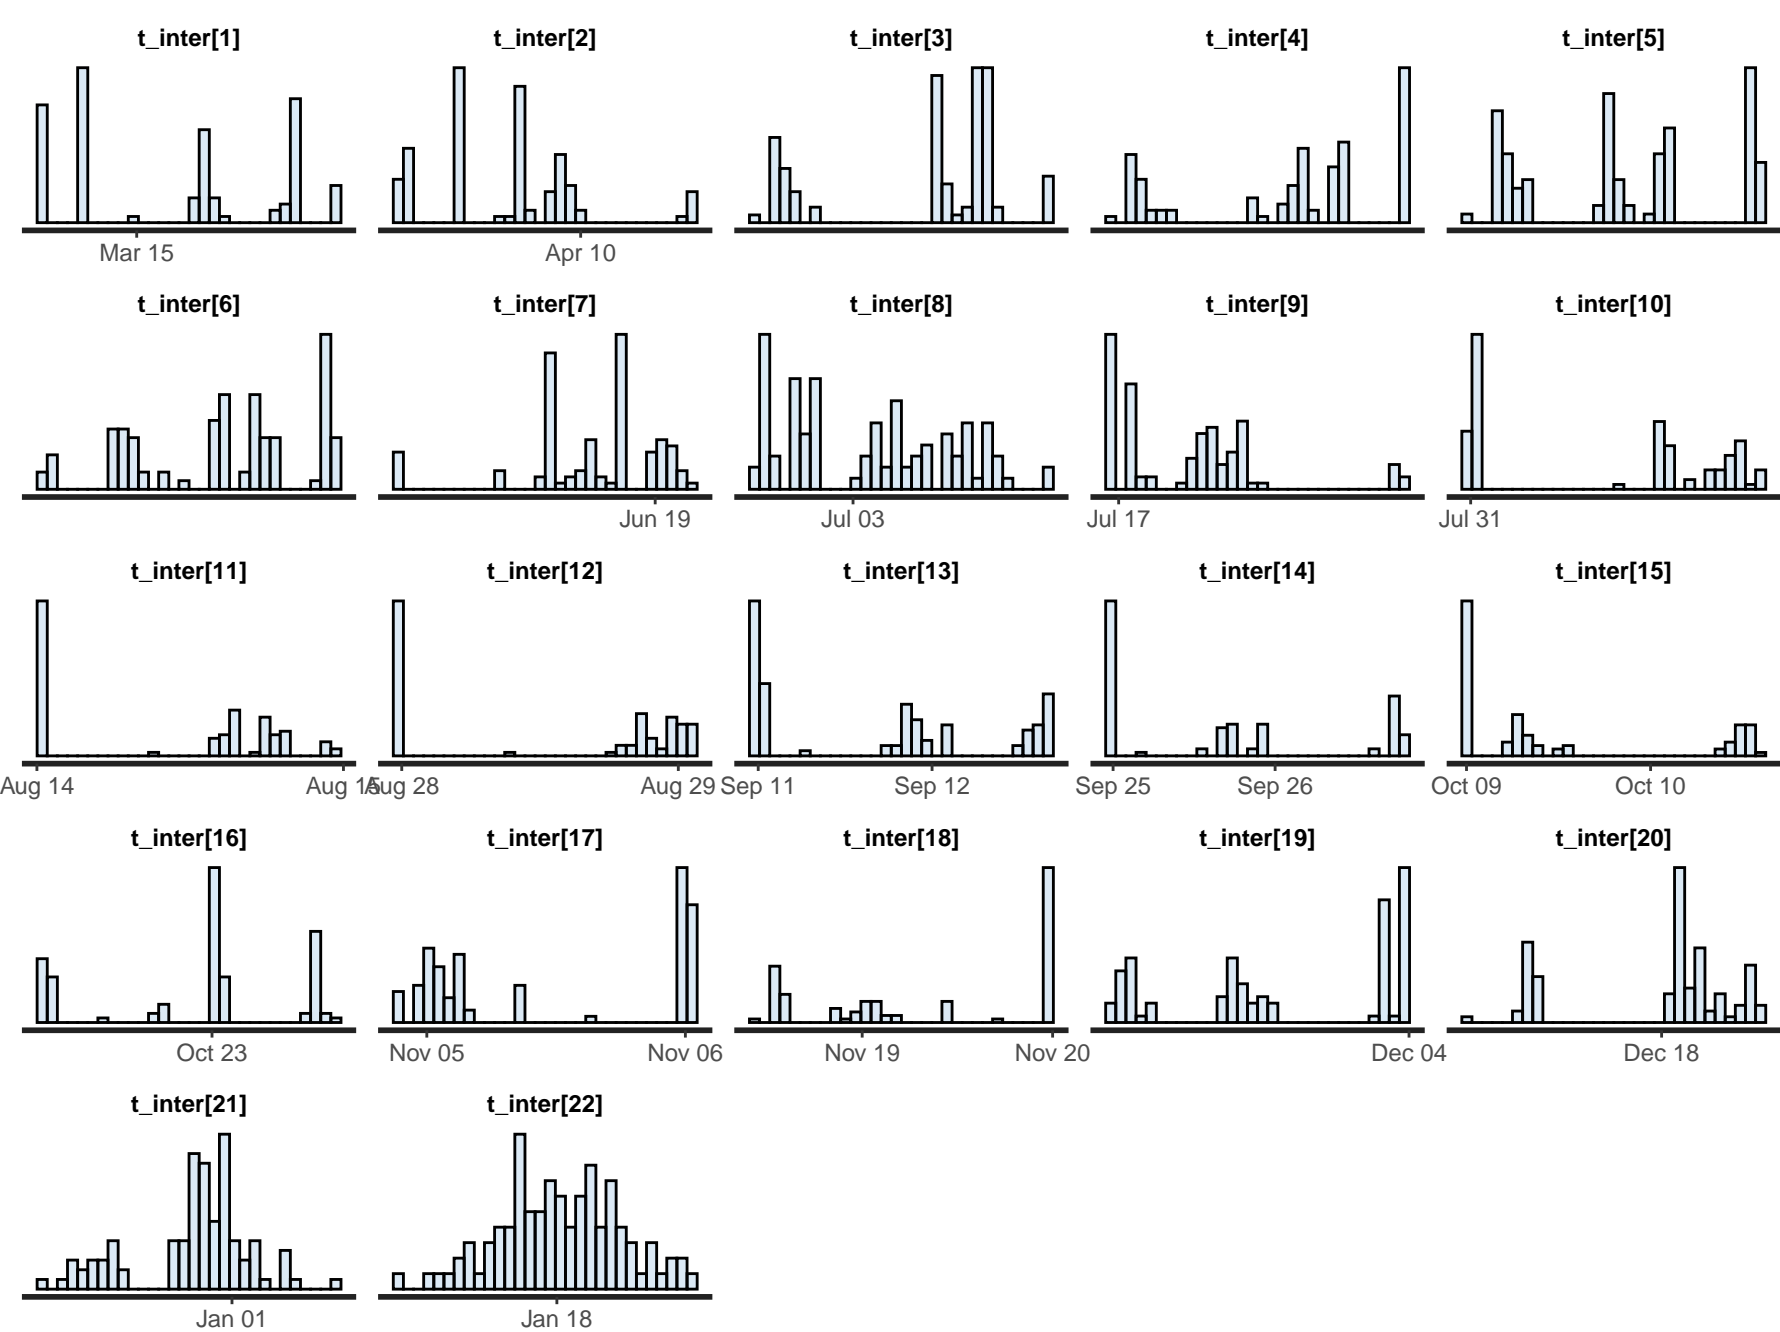 t_inter[1] t_inter[2] t_inter[3] t_inter[4] t_inter[5]
Mar 15 Apr 10
t_inter[6] t_inter[7] t_inter[8] t_inter[9] t_inter[10]
Jun 19 Jul 03 Jul 17 Jul 31
t_inter[11] t_inter[12] t_inter[13] t_inter[14] t_inter[15]
Aug 14 Aug 15 Aug 28 Aug 29 Sep 11 Sep 12 Sep 25 Sep 26 Oct 09 Oct 10
t_inter[16] t_inter[17] t_inter[18] t_inter[19] t_inter[20]
Oct 23 Nov 05 Nov 06 Nov 19 Nov 20 Dec 04 Dec 18
t_inter[21] t_inter[22]
Jan 01 Jan 18